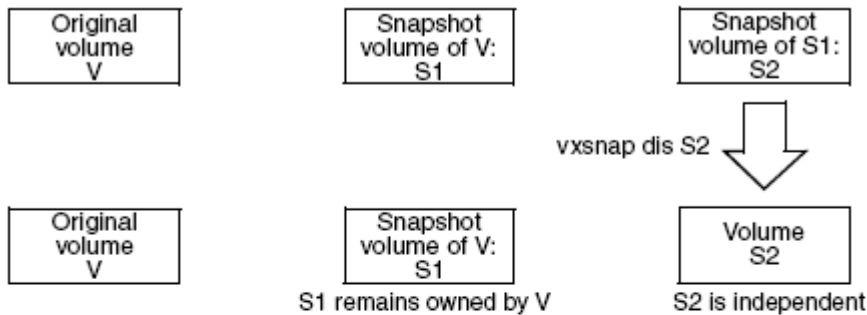 Original
volume
V
Snapshot
volume of V:
S1
Snapshot
volume of S1:
S2
vxsnap dis S2
Original
volume
V
Snapshot
volume of V:
S1
Volume
S2
S1 remains owned by V
S2 is independent